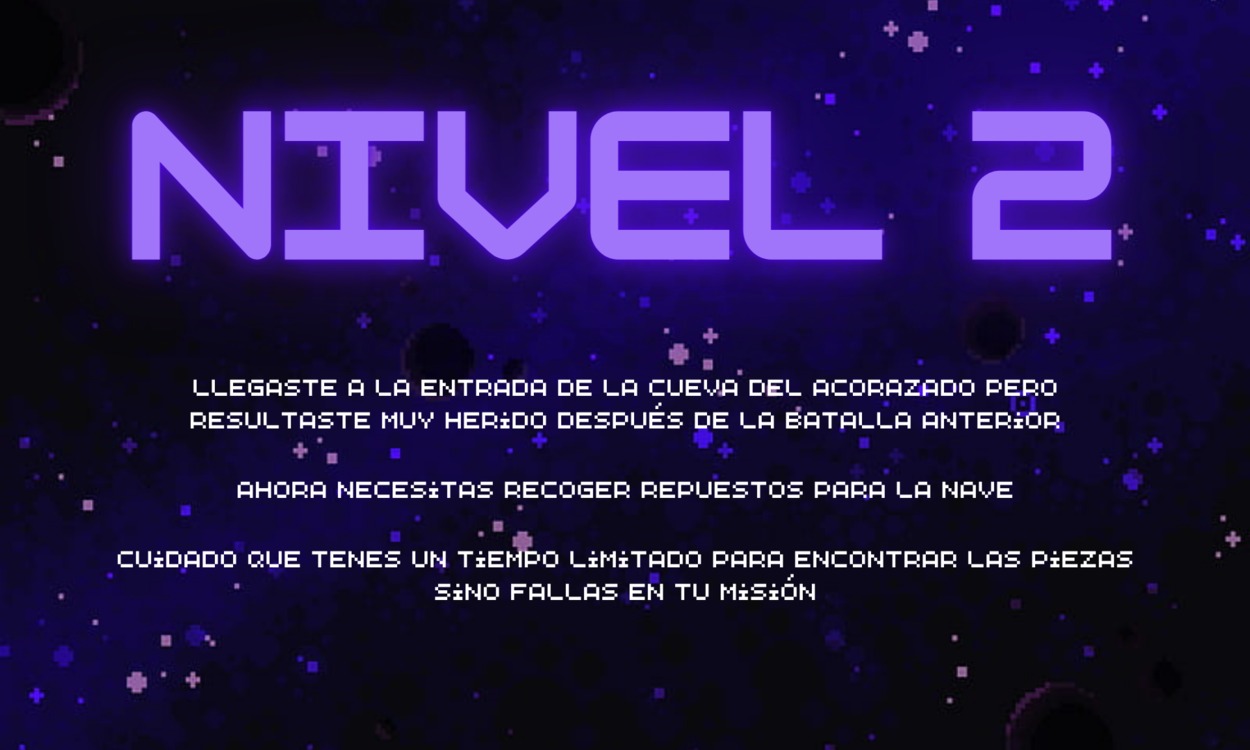 NIVEL 2
LLEGASTE A LA ENTRADA DE LA CUEVA DEL ACORAZADO PERO
RESULTASTE MUY HERiDO DESPUÉS DE LA BATALLA ANTERiOR
AHORA NECESiTAS RECOGER REPUESTOS PARA LA NAVE
CUiDADO QUE TENES UN TiEMPO LiMiTADO PARA ENCONTRAR LAS PiEZAS
SiNO FALLAS EN TU MiSiÓN